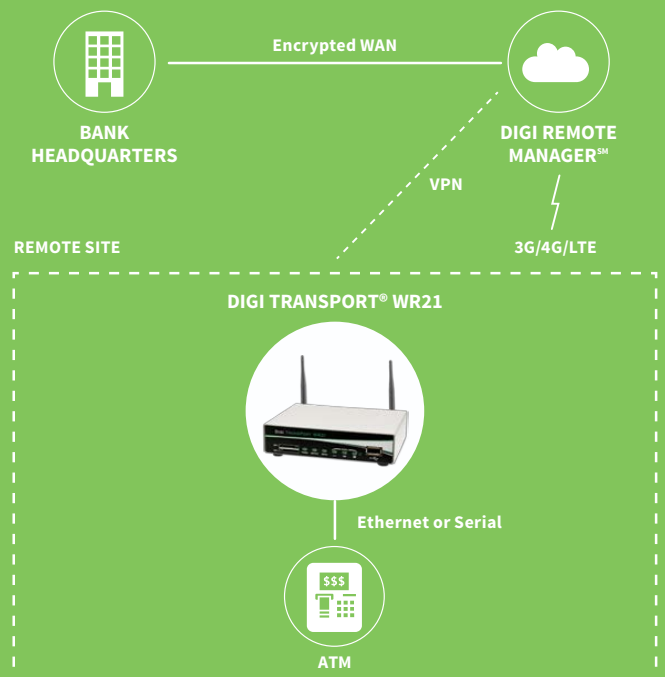 Encrypted WAN
BANK
HEADQUARTERS
DIGI REMOTE
MANAGER℠
VPN
REMOTE SITE
3G/4G/LTE
DIGI TRANSPORT® WR21
Ethernet or Serial
$$$
ATM